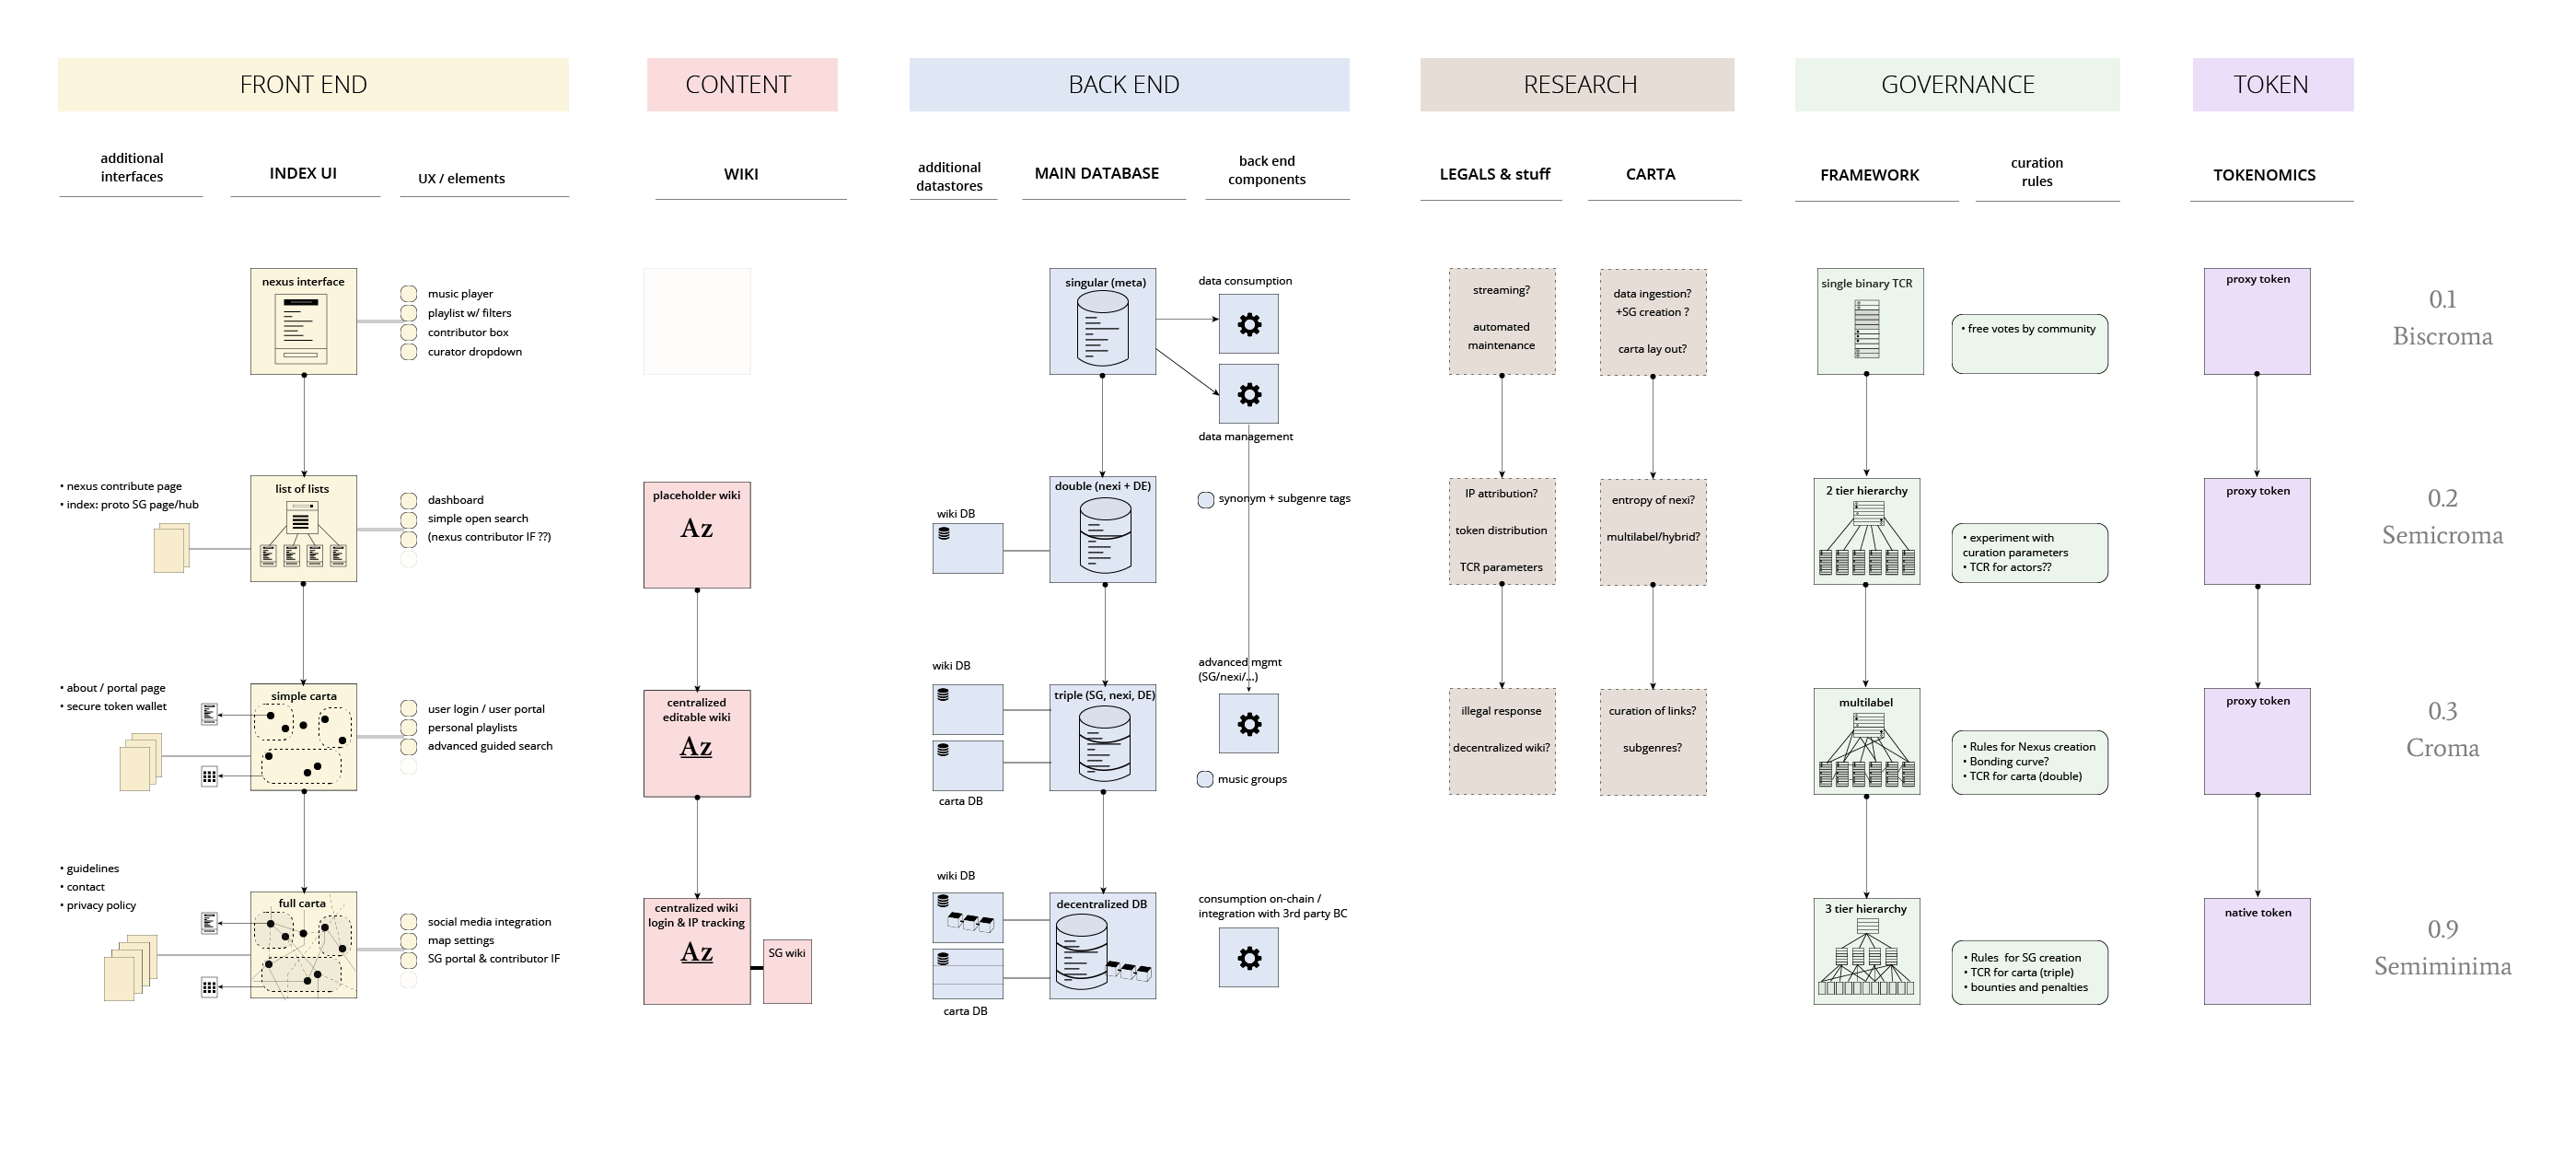 FRONT END
CONTENT
BACK END
RESEARCH
GOVERNANCE
TOKEN
additional
interfaces
INDEX UI
UX / elements
WIKI
additional
datastores
MAIN DATABASE
back end
components
LEGALS & stuff
CARTA
FRAMEWORK
curation
rules
TOKENOMICS
nexus interface
music player
playlist w/ filters
contributor box
curator dropdown
singular (meta)
data consumption
data management
streaming?
automated
maintenance
data ingestion?
+SG creation ?
carta lay out?
single binary TCR
• free votes by community
proxy token
0.1
Biscroma
• nexus contribute page
• index: proto SG page/hub
list of lists
dashboard
simple open search
(nexus contributor IF ??)
placeholder wiki
Az
wiki DB
double (nexi + DE)
synonym + subgenre tags
IP attribution?
token distribution
TCR parameters
entropy of nexi?
multilabel/hybrid?
2 tier hierarchy
• experiment with
curation parameters
• TCR for actors??
proxy token
0.2
Semicroma
• about / portal page
• secure token wallet
simple carta
user login / user portal
personal playlists
advanced guided search
centralized
editable wiki
Az
wiki DB
carta DB
triple (SG, nexi, DE)
advanced mgmt
(SG/nexi/...)
music groups
illegal response
decentralized wiki?
curation of links?
subgenres?
multilabel
• Rules for Nexus creation
• Bonding curve?
• TCR for carta (double)
proxy token
0.3
Croma
• guidelines
• contact
• privacy policy
full carta
social media integration
map settings
SG portal & contributor IF
centralized wiki
login & IP tracking
Az
SG wiki
wiki DB
carta DB
decentralized DB
consumption on-chain /
integration with 3rd party BC
3 tier hierarchy
• Rules  for SG creation
• TCR for carta (triple)
• bounties and penalties
native token
0.9
Semiminima